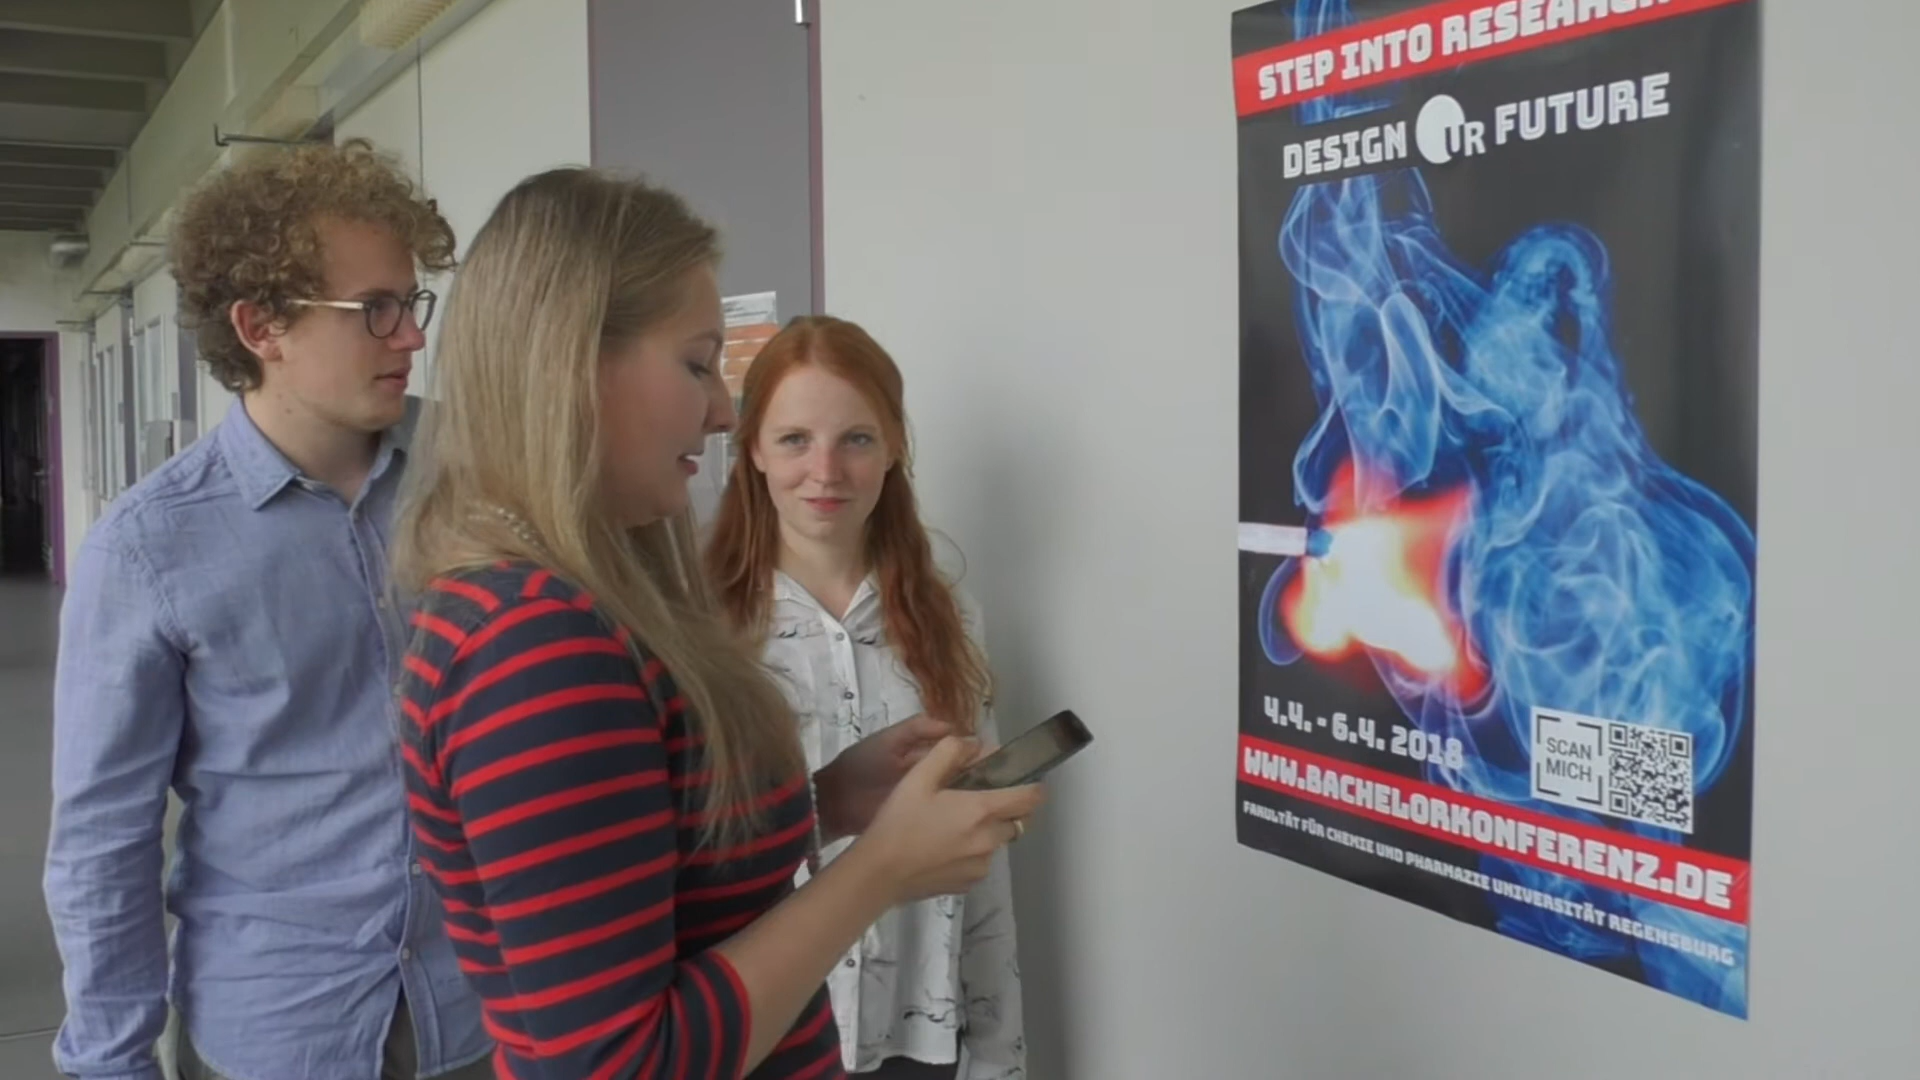 STEP INTO RESEARCH
DESIGN OUR FUTURE
4.4. - 6.4. 2018
SCAN
MICH
WWW.BACHELORKONFERENZ.DE
FAKULTÄT FÜR CHEMIE UND PHARMAZIE UNIVERSITÄT REGENSBURG